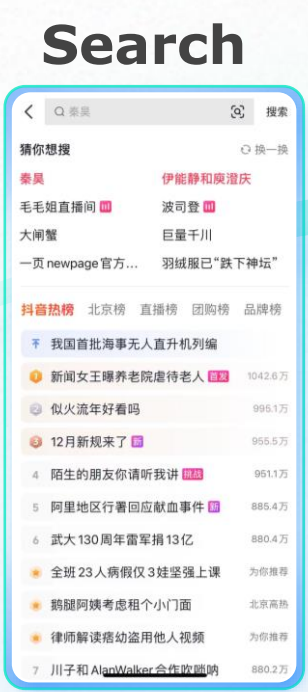 Search
秦昊
搜索
猜你想搜
换一换
秦昊
伊能静和庾澄庆
毛毛姐直播间
波司登
大闸蟹
巨量千川
一页 newpage 官方...
羽绒服已“跌下神坛”
抖音热榜 北京榜 直播榜 团购榜 品牌榜
我国首批海事无人直升机列编
新闻女王曝养老院虐待老人 首发 1042.6万
似火流年好看吗 995.1万
3 12月新规来了 新 955.5万
4 陌生的朋友你请听我讲 挑战 951.1万
5 阿里地区行署回应献血事件 新 885.4万
6 武大130周年雷军捐13亿 880.4万
全班23人病假仅3娃坚强上课 为你推荐
鹅腿阿姨考虑租个小门面 北京高热
律师解读痞幼盗用他人视频 为你推荐
7 川子和AlanWalker合作吹唢呐 880.2万